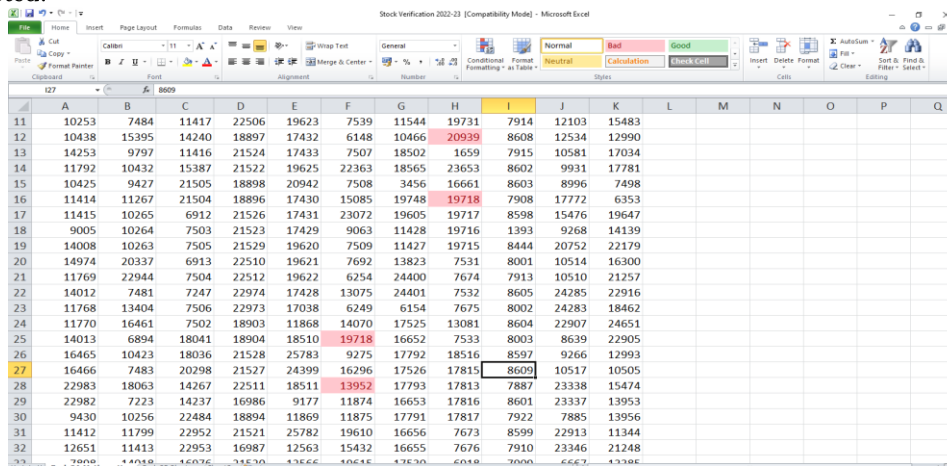 Stock Verification 2022-23 [Compatibility Mode] - Microsoft Excel
File Home Insert Page Layout Formulas Data Review View
Cut Calibri 11 Wrap Text General Normal Bad Good AutoSum
Copy Fill
Paste Format Painter B I U Merge & Center % Conditional Formatting Format as Table Neutral Calculation Check Cell Insert Delete Format Clear Sort & Filter Find & Select
Clipboard Font Alignment Number Styles Cells Editing
I27 fx 8609
A B C D E F G H I J K L M N O P Q
11 10253 7484 11417 22506 19623 7539 11544 19731 7914 12103 15483
12 10438 15395 14240 18897 17432 6148 10466 20939 8608 12534 12990
13 14253 9797 11416 21524 17433 7507 18502 1659 7915 10581 17034
14 11792 10432 15387 21522 19625 22363 18565 23653 8602 9931 17781
15 10425 9427 21505 18898 20942 7508 3456 16661 8603 8996 7498
16 11414 11267 21504 18896 17430 15085 19748 19718 7908 17772 6353
17 11415 10265 6912 21526 17431 23072 19605 19717 8598 15476 19647
18 9005 10264 7503 21523 17429 9063 11428 9716 1393 9268 14139
19 14008 10263 7505 21529 19620 7509 11427 19715 8444 20752 22179
20 14974 20337 6913 22510 19621 7692 13823 7531 8001 10514 16300
21 11769 22944 7504 22512 19622 6254 24400 7674 7913 10510 21257
22 14012 7481 7247 22974 17428 13075 24401 7532 8605 24285 22916
23 11768 13404 7506 22973 17038 6249 6154 7675 8002 24283 18462
24 11770 16461 7502 18903 11868 14070 17525 13081 8604 22907 24651
25 14013 6894 18041 18904 18510 19718 16652 7533 8003 8639 22905
26 16465 10423 18036 21528 25783 9275 17792 18516 8597 9266 12993
27 16466 7483 20298 21527 24399 16296 17526 17815 8609 10517 10505
28 22983 18063 14267 22511 18511 13952 17793 17813 7887 23338 15474
29 22982 7223 14237 16986 9177 11874 16653 17816 8601 23337 13953
30 9430 10256 22484 18894 11869 11875 17791 17817 7922 7885 13956
31 11412 11799 22952 21521 25782 19610 16656 7673 8599 22913 11344
32 12651 11413 22953 16987 12563 15432 16655 7676 7910 23346 21248